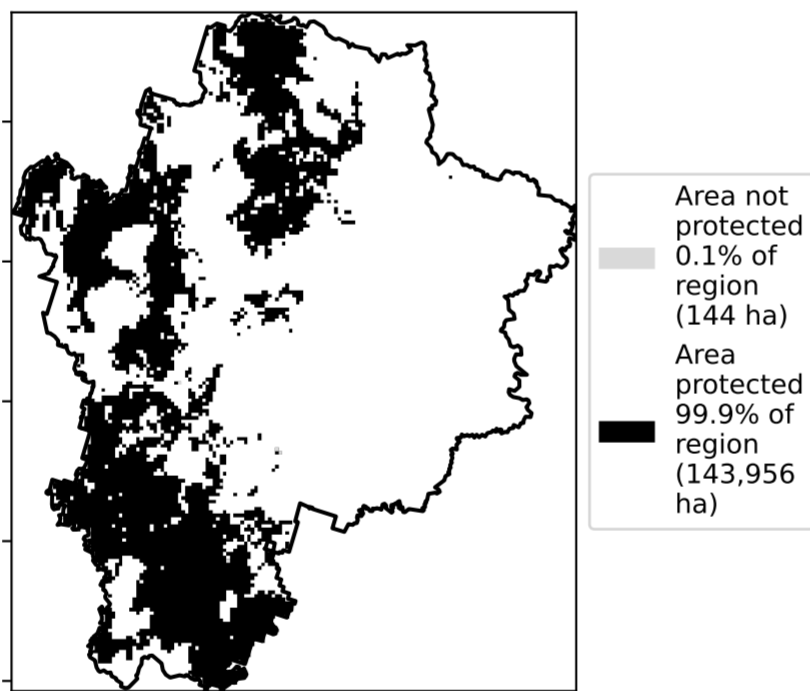 Area not
protected
0.1% of
region
(144 ha)
Area
protected
99.9% of
region
(143,956
ha)